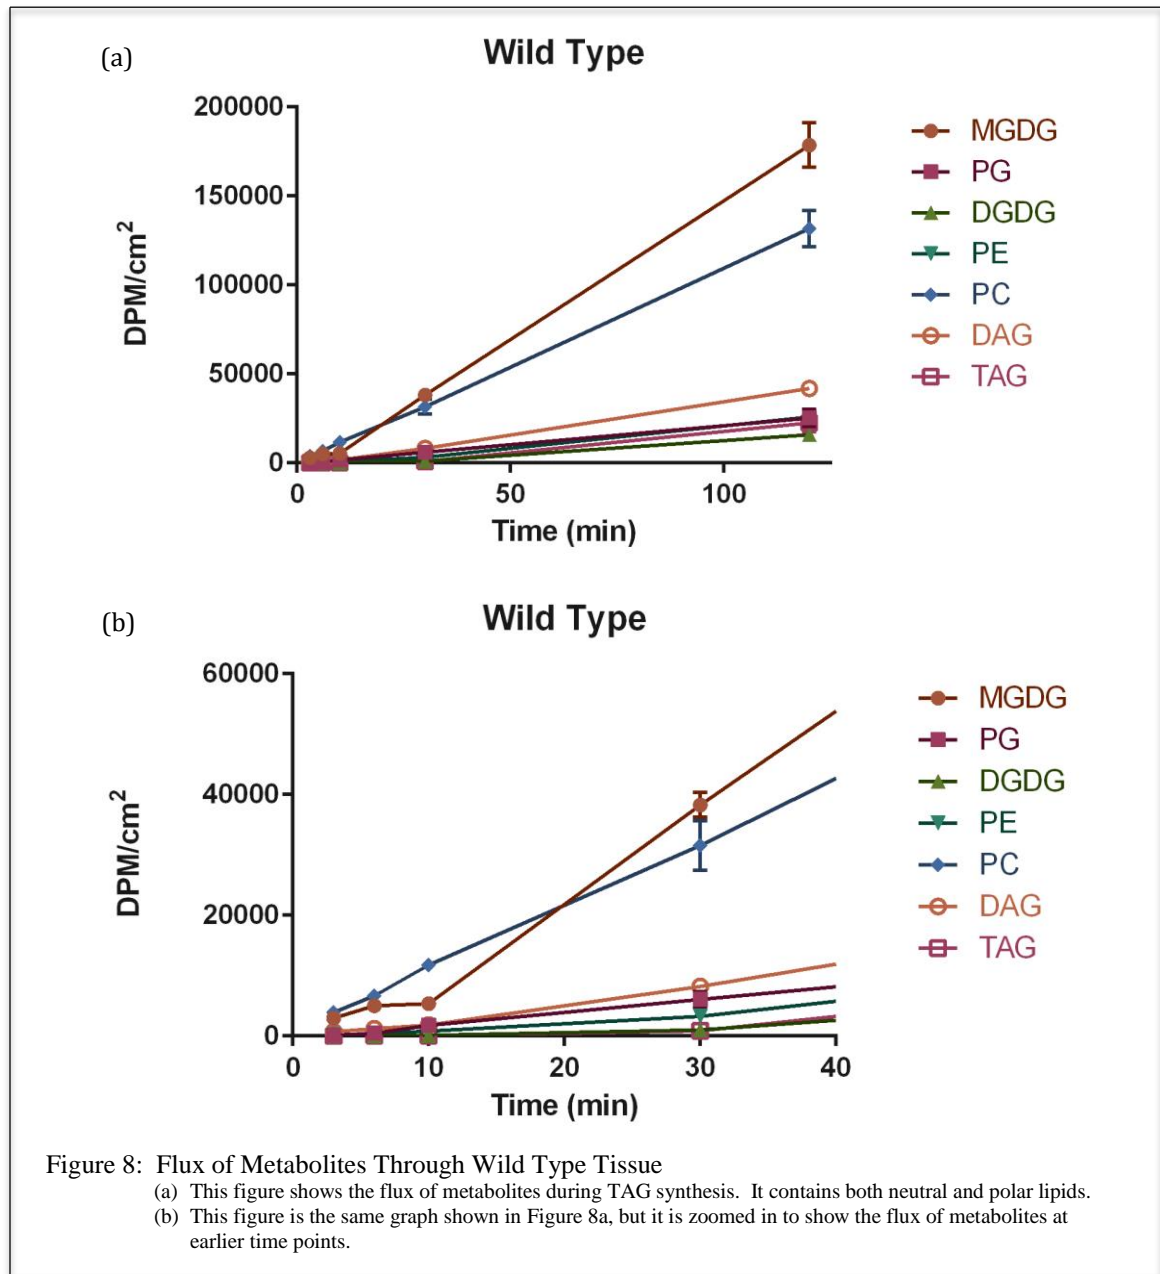 (a)
Wild Type
200000
150000
100000
50000
0
DPM/cm²
0 50 100
Time (min)
MGDG
PG
DGDG
PE
PC
DAG
TAG
(b)
Wild Type
60000
40000
20000
0
DPM/cm²
0 10 20 30 40
Time (min)
MGDG
PG
DGDG
PE
PC
DAG
TAG
Figure 8: Flux of Metabolites Through Wild Type Tissue
(a) This figure shows the flux of metabolites during TAG synthesis. It contains both neutral and polar lipids.
(b) This figure is the same graph shown in Figure 8a, but it is zoomed in to show the flux of metabolites at
earlier time points.